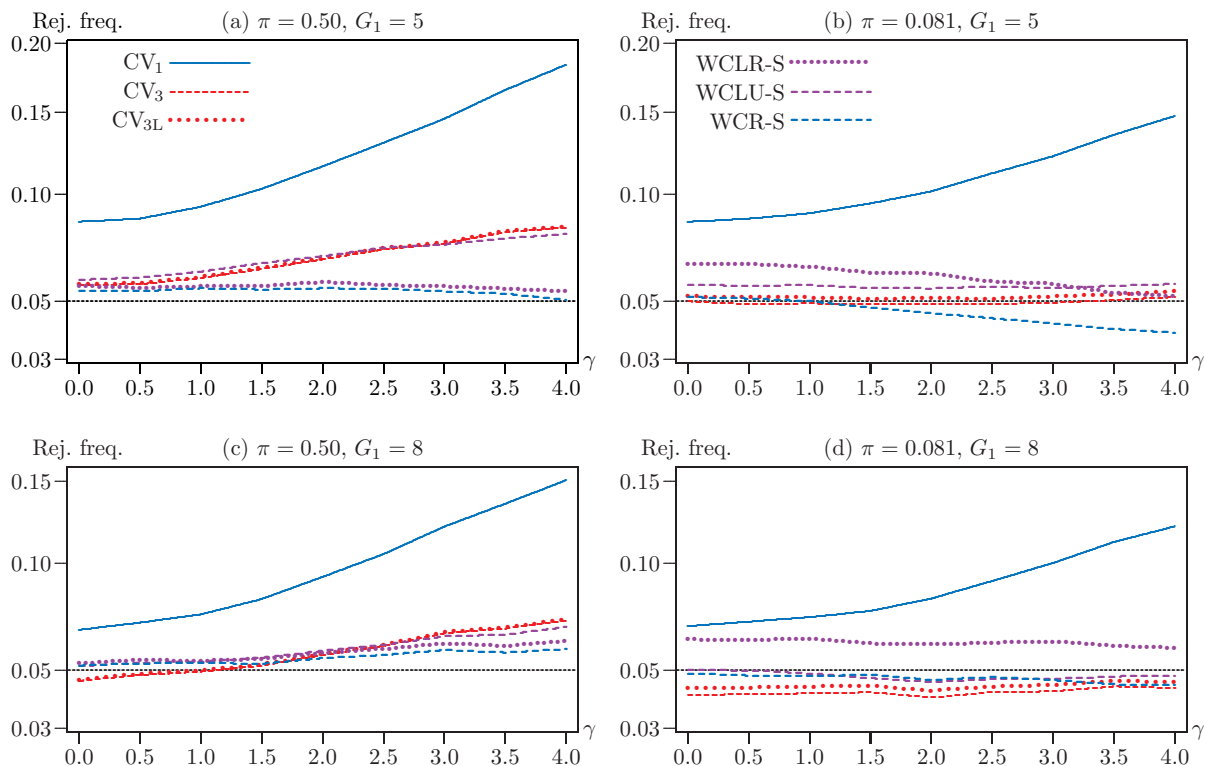 Rej. freq.
(a) π = 0.50, G₁ = 5
0.20
0.15
0.10
0.05
0.03
CV₁
CV₃
CV₃L
0.0 0.5 1.0 1.5 2.0 2.5 3.0 3.5 4.0
γ
Rej. freq.
(b) π = 0.081, G₁ = 5
0.20
0.15
0.10
0.05
0.03
WCLR-S
WCLU-S
WCR-S
0.0 0.5 1.0 1.5 2.0 2.5 3.0 3.5 4.0
γ
Rej. freq.
(c) π = 0.50, G₁ = 8
0.15
0.10
0.05
0.03
0.0 0.5 1.0 1.5 2.0 2.5 3.0 3.5 4.0
γ
Rej. freq.
(d) π = 0.081, G₁ = 8
0.15
0.10
0.05
0.03
0.0 0.5 1.0 1.5 2.0 2.5 3.0 3.5 4.0
γ